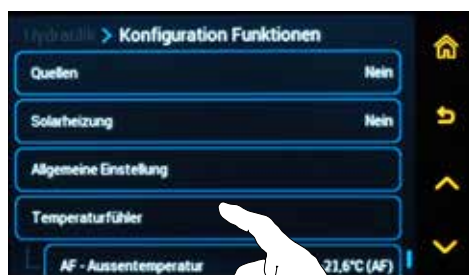 Hydraulik > Konfiguration Funktionen
Quellen Nein
Solarheizung Nein
Allgemeine Einstellung
Temperaturfühler
AF - Aussentemperatur 21,6°C (AF)